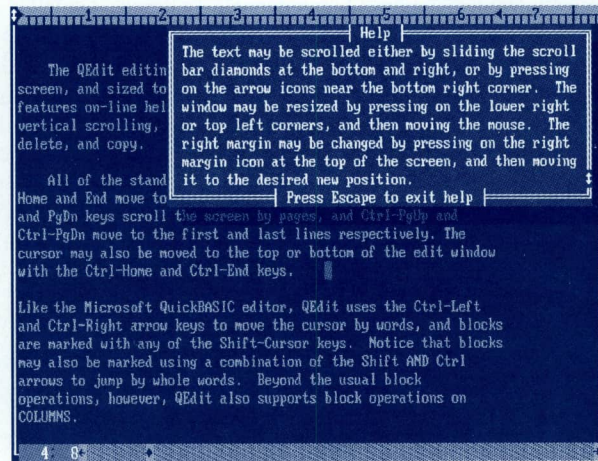 1 2 3 4 5 6 7
Help
The text may be scrolled either by sliding the scroll
bar diamonds at the bottom and right, or by pressing
on the arrow icons near the bottom right corner. The
window may be resized by pressing on the lower right
or top left corners, and then moving the mouse. The
right margin may be changed by pressing on the right
margin icon at the top of the screen, and then moving
it to the desired new position.
Press Escape to exit help
The QEdit editin
screen, and sized to
features on-line hel
vertical scrolling,
delete, and copy.
All of the stand
Home and End move to
and PgDn keys scroll the screen by pages, and Ctrl-PgUp and
Ctrl-PgDn move to the first and last lines respectively. The
cursor may also be moved to the top or bottom of the edit window
with the Ctrl-Home and Ctrl-End keys.
Like the Microsoft QuickBASIC editor, QEdit uses the Ctrl-Left
and Ctrl-Right arrow keys to move the cursor by words, and blocks
are marked with any of the Shift-Cursor keys. Notice that blocks
may also be marked using a combination of the Shift AND Ctrl
arrows to jump by whole words. Beyond the usual block
operations, however, QEdit also supports block operations on
COLUMNS.
4 8